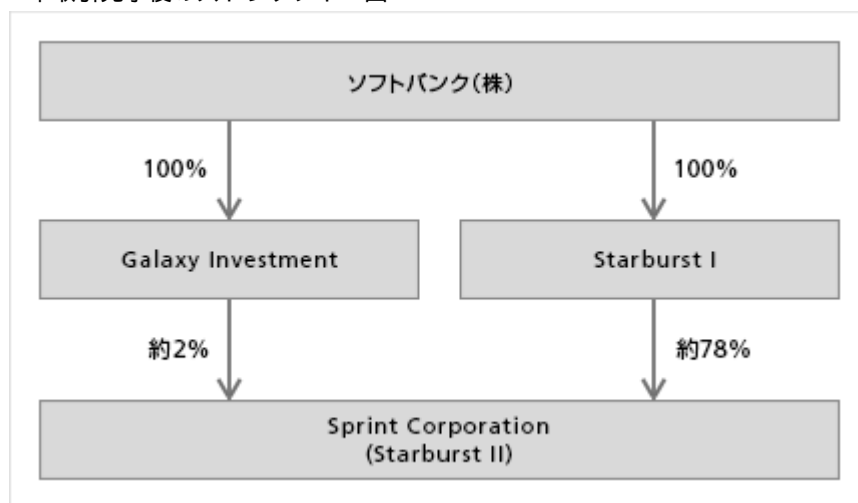 ソフトバンク(株)
100%
100%
Galaxy Investment
Starburst I
約2%
約78%
Sprint Corporation
(Starburst II)